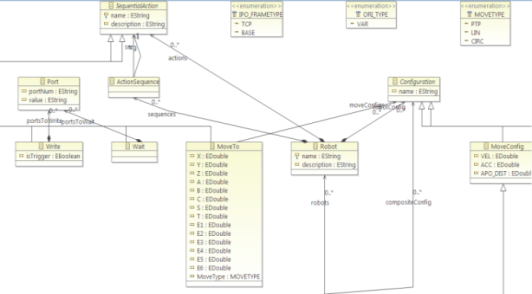 SequentialAction
name : EString
description : EString
<<enumeration>>
IPO_FRAMETYPE
TCP
BASE
<<enumeration>>
ORI_TYPE
VAR
<<enumeration>>
MOVETYPE
PTP
LIN
CIRC
0..*
actions
Port
portNum : EString
value : EString
ActionSequence
0..*
sequences
Configuration
name : EString
0..*
portsToWait
Write
isTrigger : EBoolean
Wait
MoveTo
X : EDouble
Y : EDouble
Z : EDouble
A : EDouble
B : EDouble
C : EDouble
S : EDouble
T : EDouble
E1 : EDouble
E2 : EDouble
E3 : EDouble
E4 : EDouble
E5 : EDouble
E6 : EDouble
MoveType : MOVETYPE
Robot
name : EString
description : EString
MoveConfig
VEL : EDouble
ACC : EDouble
APO_DIST : EDoubl
0..*
robots
0..*
compositeConfig